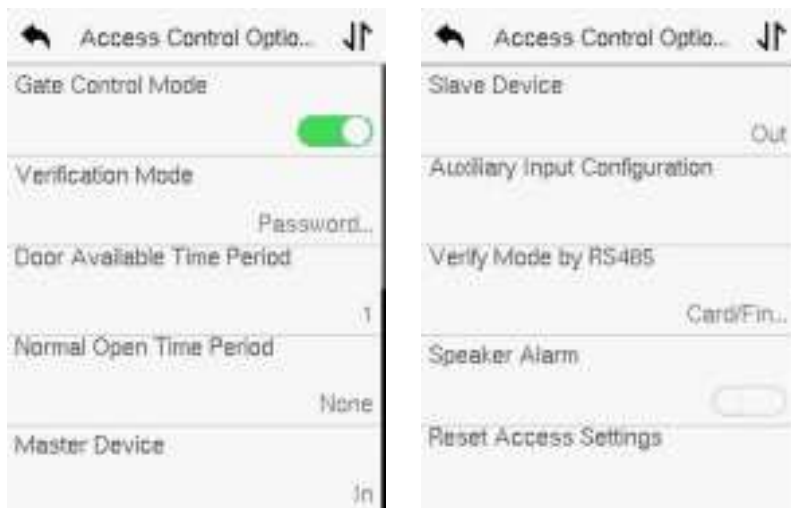 Access Control Optio...
Gate Control Mode
Verification Mode
Password...
Door Available Time Period
1
Normal Open Time Period
None
Master Device
In
Access Control Optio...
Slave Device
Out
Auxiliary Input Configuration
Verify Mode by RS485
Card/Fin...
Speaker Alarm
Reset Access Settings